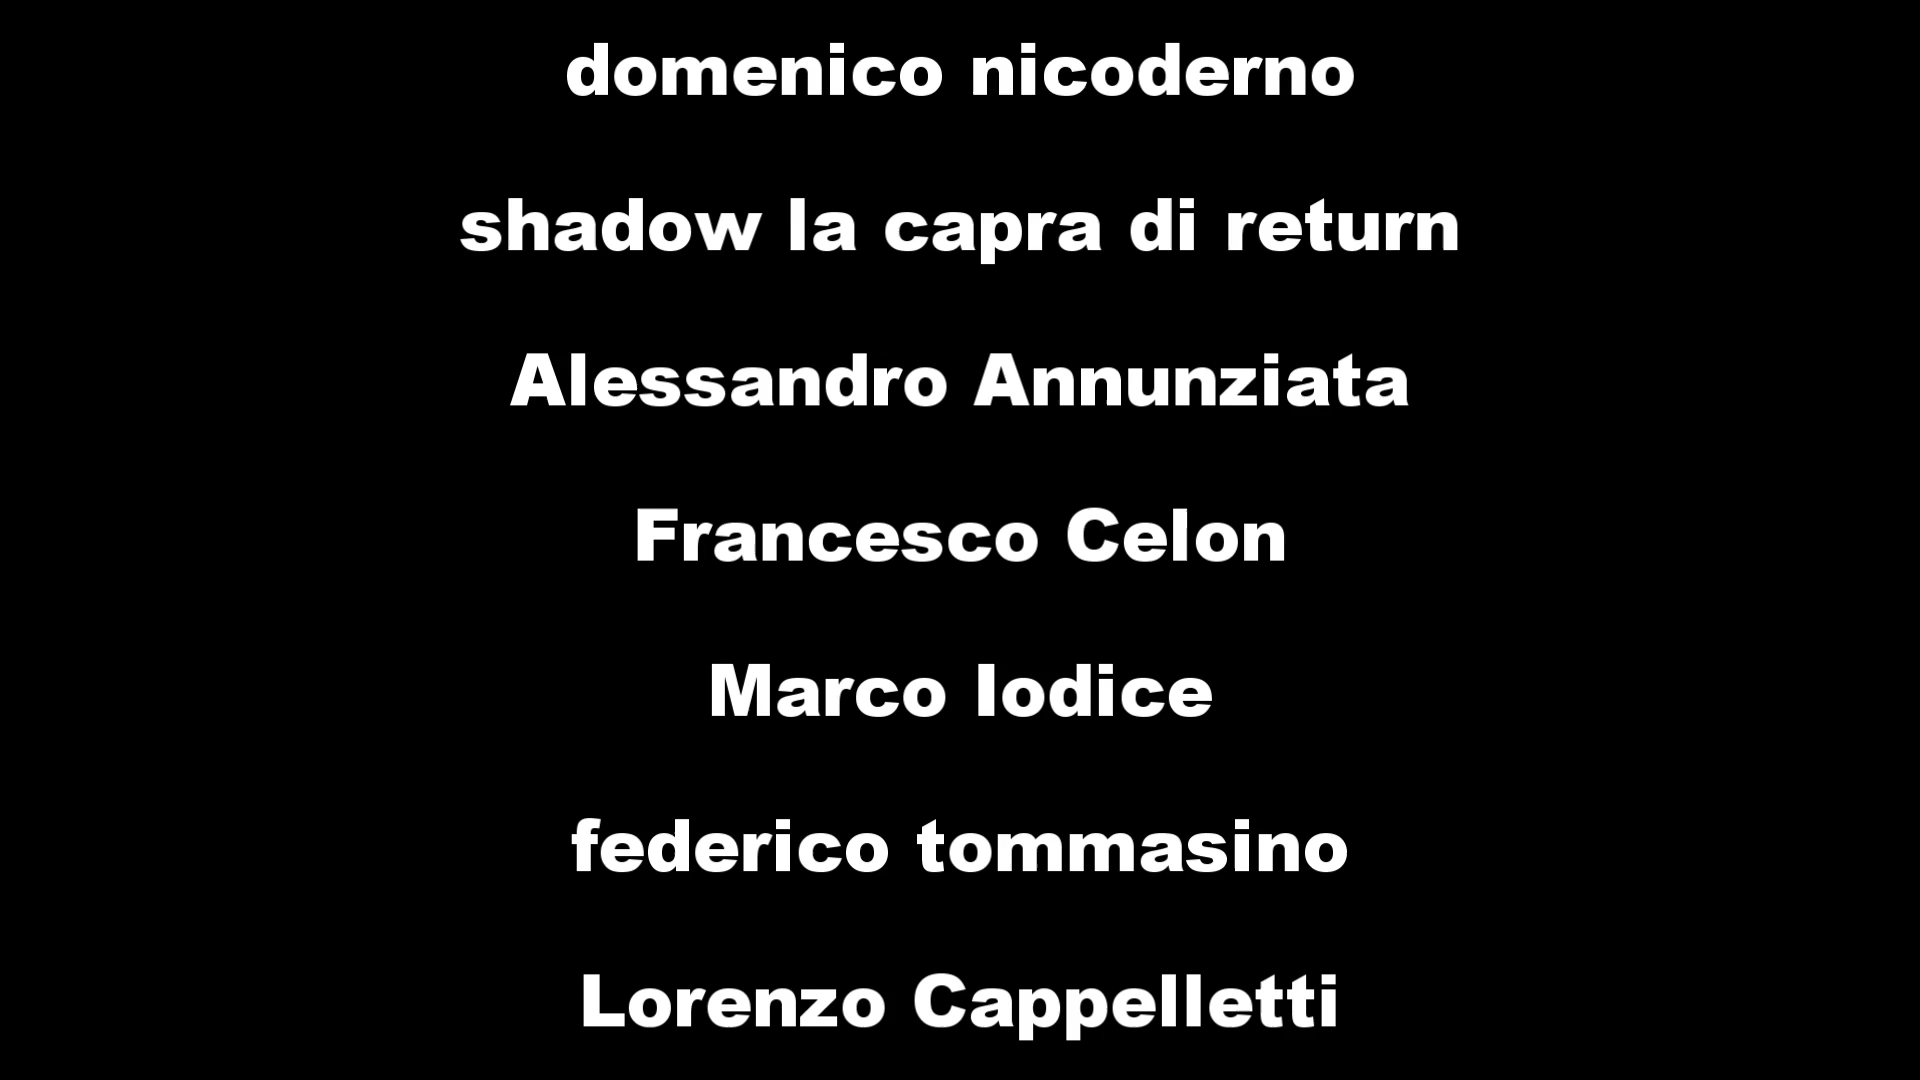 domenico nicoderno
shadow la capra di return
Alessandro Annunziata
Francesco Celon
Marco Iodice
federico tommasino
Lorenzo Cappelletti